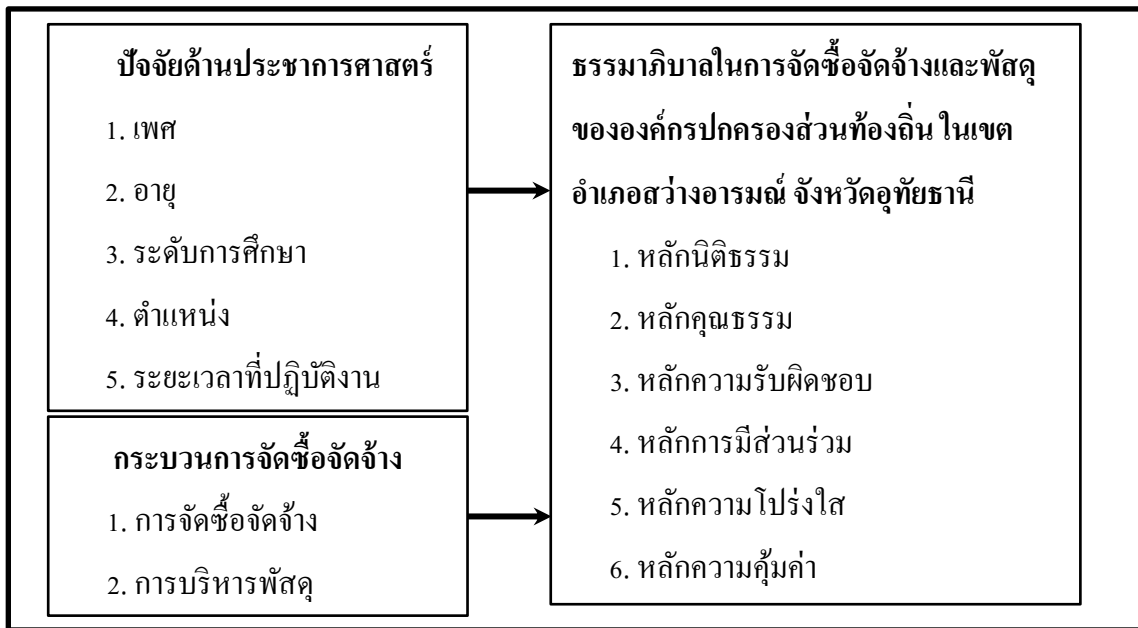 ปัจจัยด้านประชาการศาสตร์
1. เพศ
2. อายุ
3. ระดับการศึกษา
4. ตำแหน่ง
5. ระยะเวลาที่ปฏิบัติงาน
กระบวนการจัดซื้อจัดจ้าง
1. การจัดซื้อจัดจ้าง
2. การบริหารพัสดุ
ธรรมาภิบาลในการจัดซื้อจัดจ้างและพัสดุ
ขององค์กรปกครองส่วนท้องถิ่น ในเขต
อำเภอสว่างอารมณ์ จังหวัดอุทัยธานี
1. หลักนิติธรรม
2. หลักคุณธรรม
3. หลักความรับผิดชอบ
4. หลักการมีส่วนร่วม
5. หลักความโปร่งใส
6. หลักความคุ้มค่า